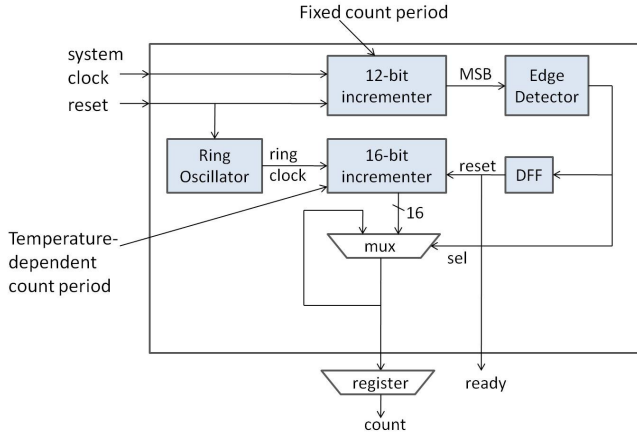 Fixed count period
system
clock
reset
12-bit
incrementer
MSB
Edge
Detector
Ring
Oscillator
ring
clock
16-bit
incrementer
reset
DFF
16
Temperature-
dependent
count period
mux
sel
register
ready
count